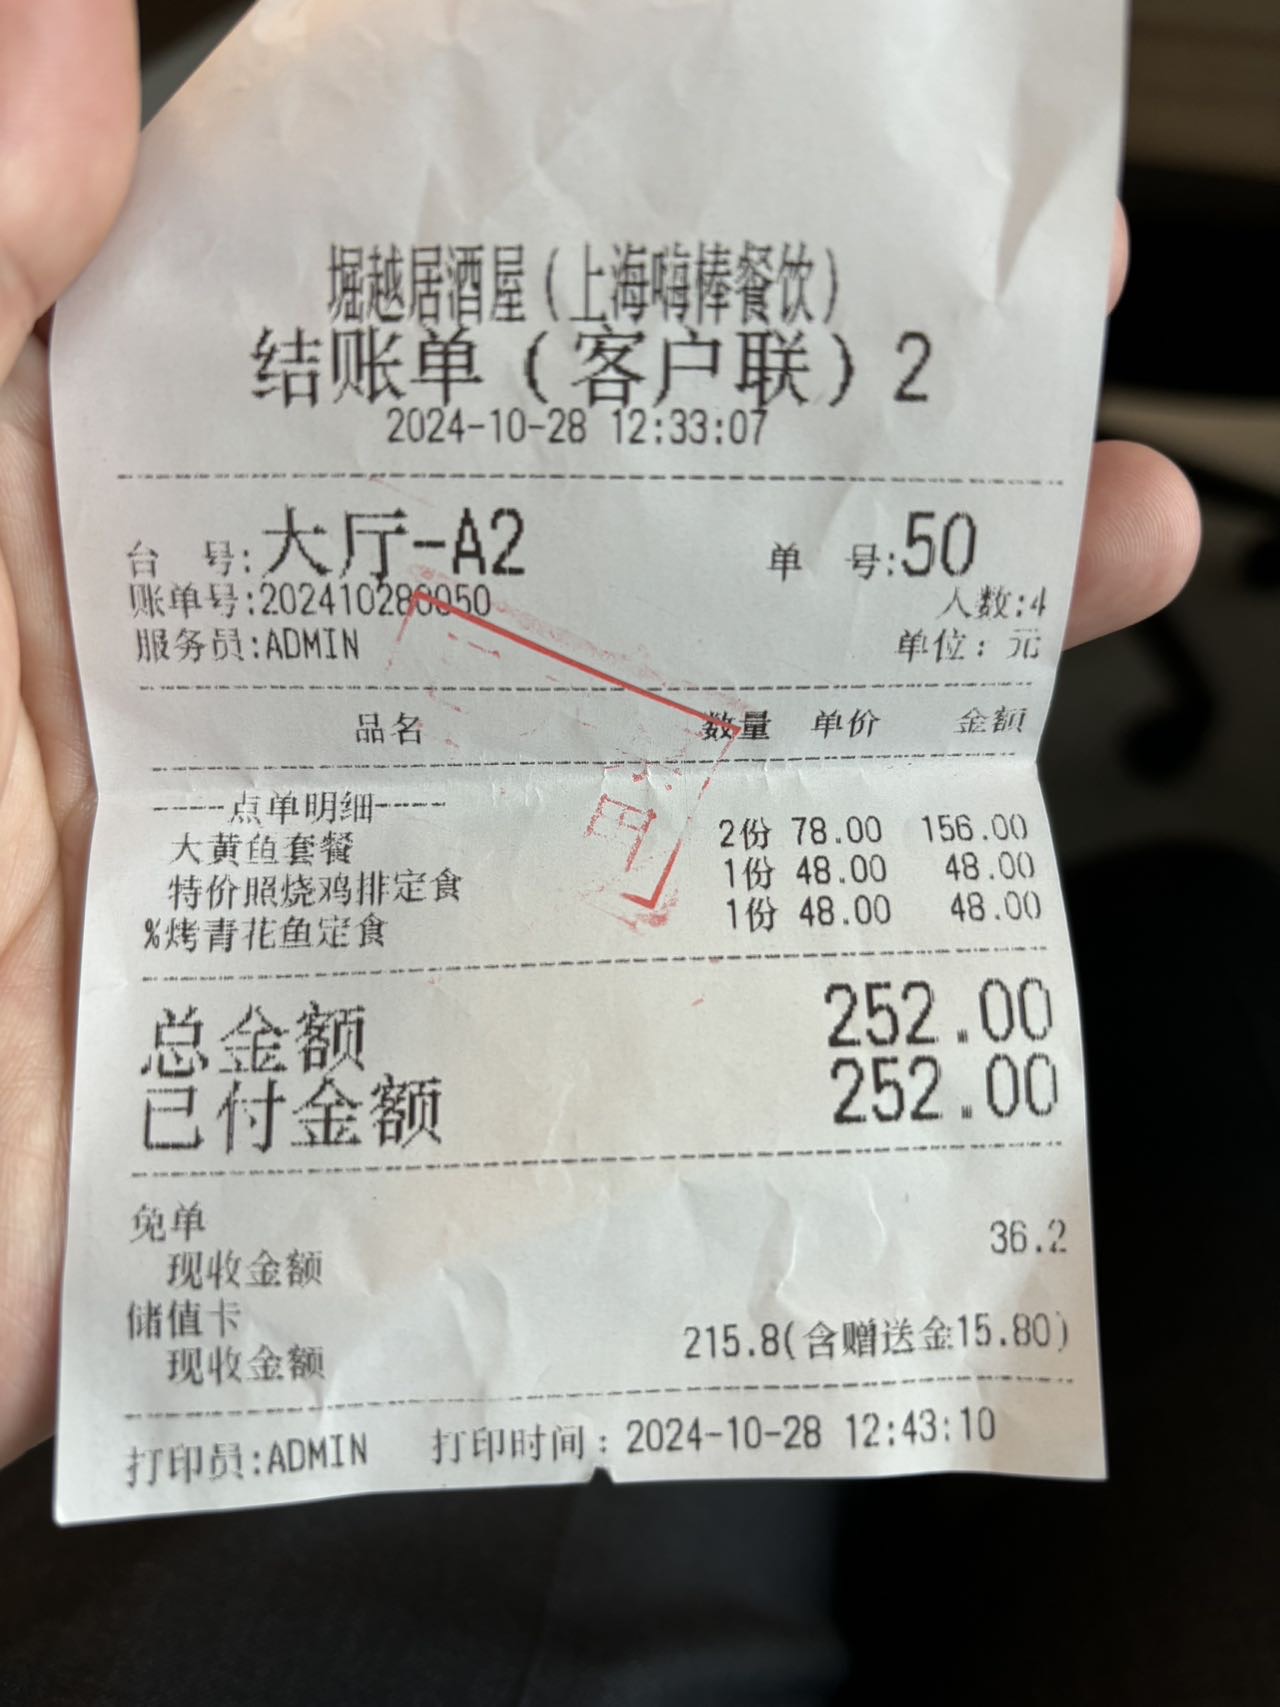 堀越居酒屋(上海嗨棒餐饮)
结账单(客户联)2
2024-10-28 12:33:07
台 号:大厅-A2 单 号:50
账单号:202410280050 人数:4
服务员:ADMIN 单位: 元
品名 数量 单价 金额
-----点单明细-----
大黄鱼套餐 2份 78.00 156.00
特价照烧鸡排定食 1份 48.00 48.00
%烤青花鱼定食 1份 48.00 48.00
总金额 252.00
已付金额 252.00
免单
现收金额 36.2
储值卡
现收金额 215.8(含赠送金15.80)
打印员:ADMIN 打印时间: 2024-10-28 12:43:10